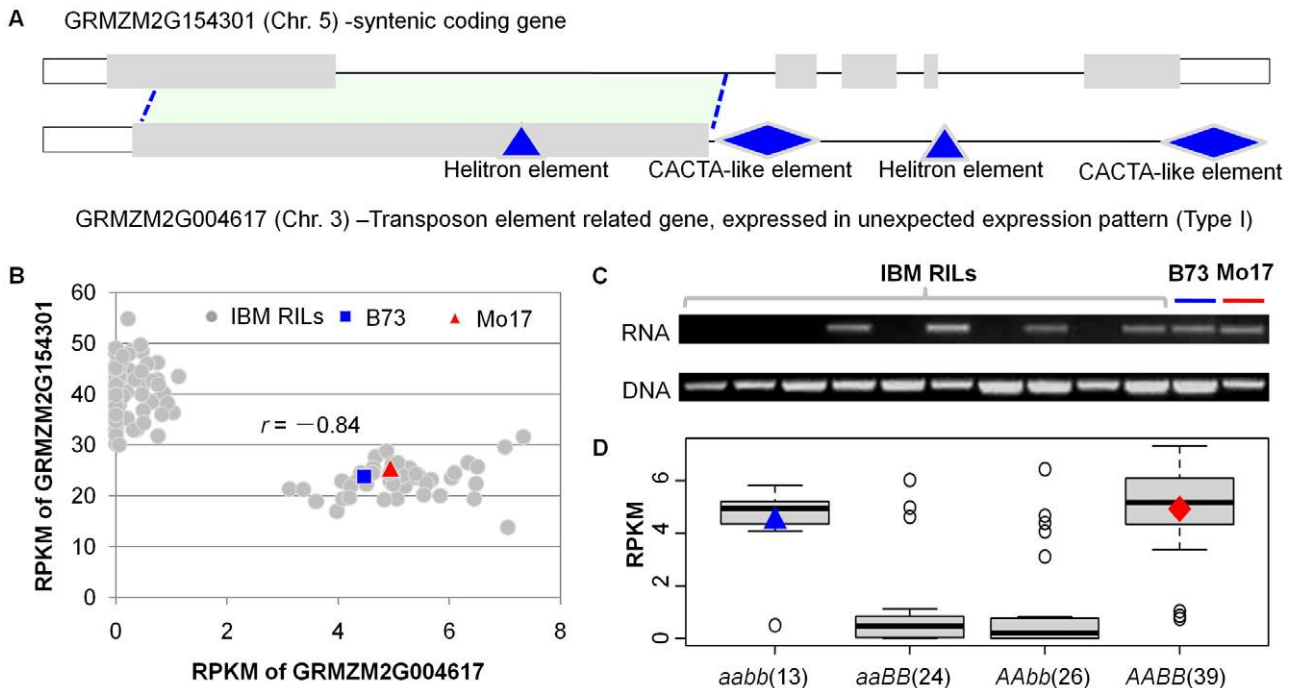 A GRMZM2G154301 (Chr. 5) -syntenic coding gene
Helitron element CACTA-like element Helitron element CACTA-like element
GRMZM2G004617 (Chr. 3) –Transposon element related gene, expressed in unexpected expression pattern (Type I)
B
RPKM of GRMZM2G154301
60
50
40
30
20
10
0
IBM RILs B73 Mo17
r = −0.84
0 2 4 6 8
RPKM of GRMZM2G004617
C
IBM RILs B73 Mo17
RNA
DNA
D
RPKM
6
4
2
0
aabb(13) aaBB(24) AAbb(26) AABB(39)